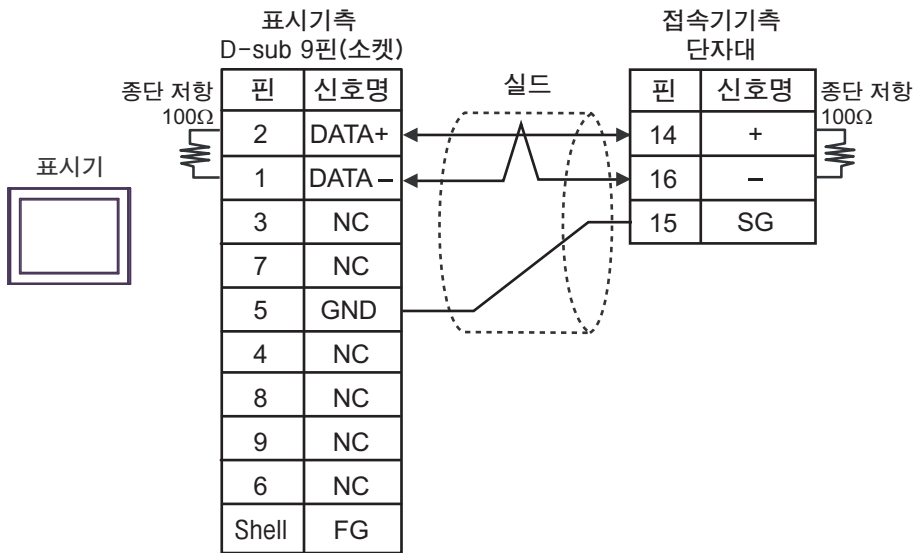 표시기측
D-sub 9핀(소켓)
접속기기측
단자대
종단 저항
100Ω
핀 신호명
실드
핀 신호명
종단 저항
100Ω
2 DATA+
14 +
표시기
1 DATA−
16 −
3 NC
15 SG
7 NC
5 GND
4 NC
8 NC
9 NC
6 NC
Shell FG